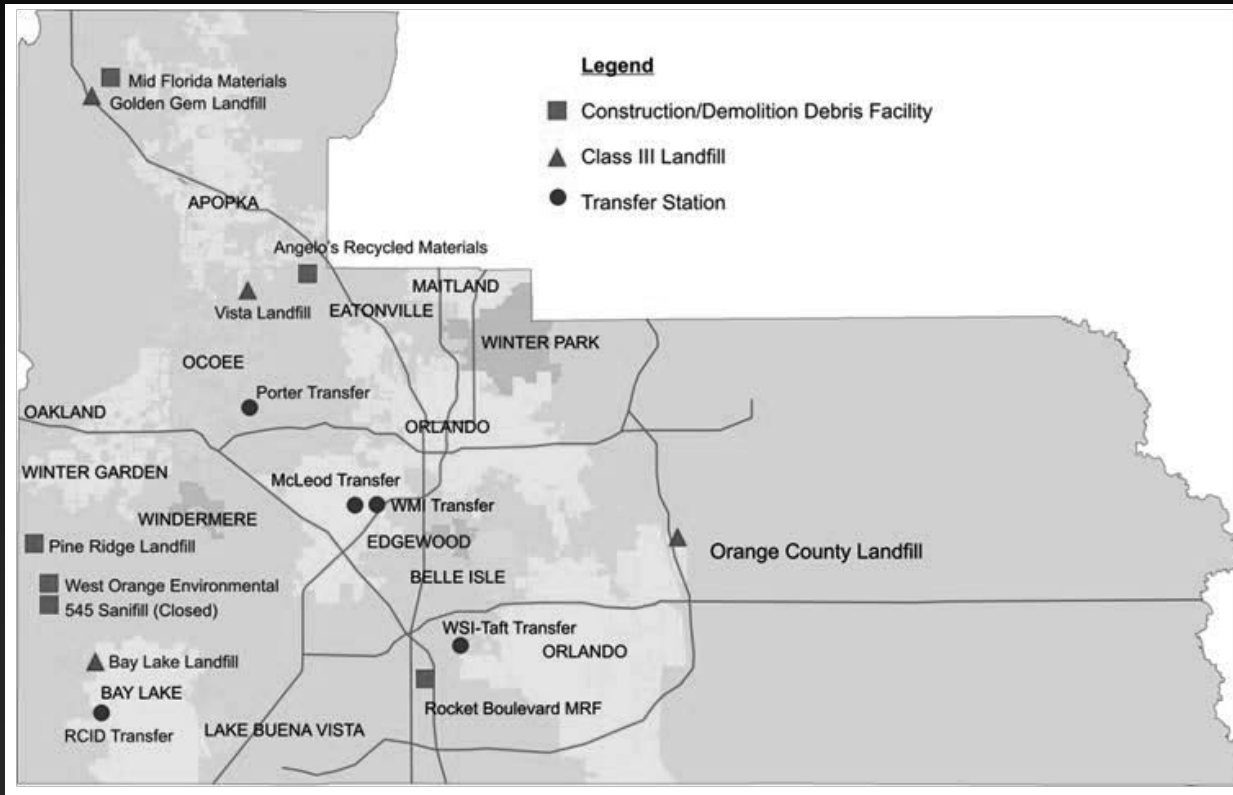 Legend
Construction/Demolition Debris Facility
Class III Landfill
Transfer Station
Mid Florida Materials
Golden Gem Landfill
APOPKA
Angelo's Recycled Materials
MAITLAND
EATONVILLE
Vista Landfill
WINTER PARK
OCOEE
Porter Transfer
OAKLAND
ORLANDO
WINTER GARDEN
McLeod Transfer
WMI Transfer
WINDERMERE
EDGEWOOD
Pine Ridge Landfill
Orange County Landfill
BELLE ISLE
West Orange Environmental
545 Sanifill (Closed)
WSI-Taft Transfer
ORLANDO
Bay Lake Landfill
BAY LAKE
Rocket Boulevard MRF
LAKE BUENA VISTA
RCID Transfer